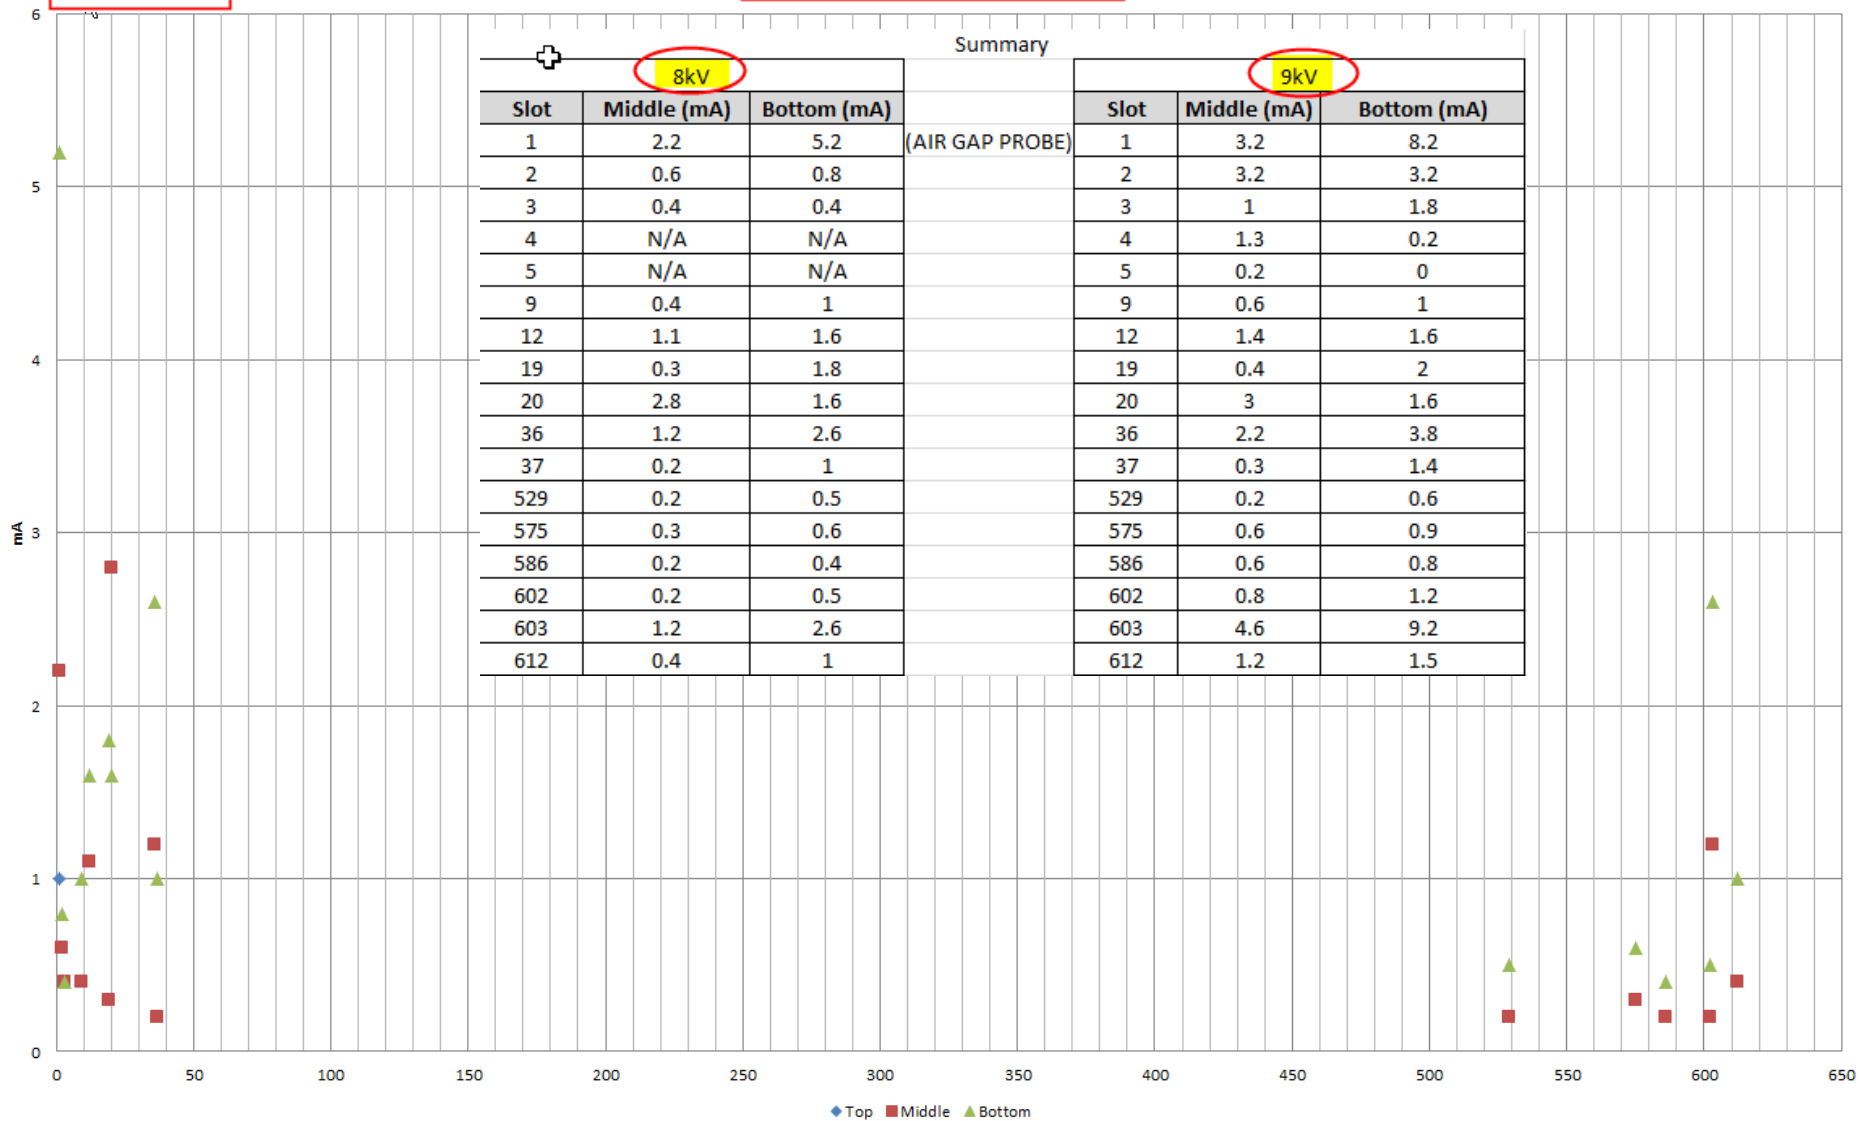 Summary
8kV 9kV
Slot Middle (mA) Bottom (mA) Slot Middle (mA) Bottom (mA)
1 2.2 5.2 (AIR GAP PROBE) 1 3.2 8.2
2 0.6 0.8 2 3.2 3.2
3 0.4 0.4 3 1 1.8
4 N/A N/A 4 1.3 0.2
5 N/A N/A 5 0.2 0
9 0.4 1 9 0.6 1
12 1.1 1.6 12 1.4 1.6
19 0.3 1.8 19 0.4 2
20 2.8 1.6 20 3 1.6
36 1.2 2.6 36 2.2 3.8
37 0.2 1 37 0.3 1.4
529 0.2 0.5 529 0.2 0.6
575 0.3 0.6 575 0.6 0.9
586 0.2 0.4 586 0.6 0.8
602 0.2 0.5 602 0.8 1.2
603 1.2 2.6 603 4.6 9.2
612 0.4 1 612 1.2 1.5
6
5
4
3
2
1
0
mA
0 50 100 150 200 250 300 350 400 450 500 550 600 650
Top Middle Bottom